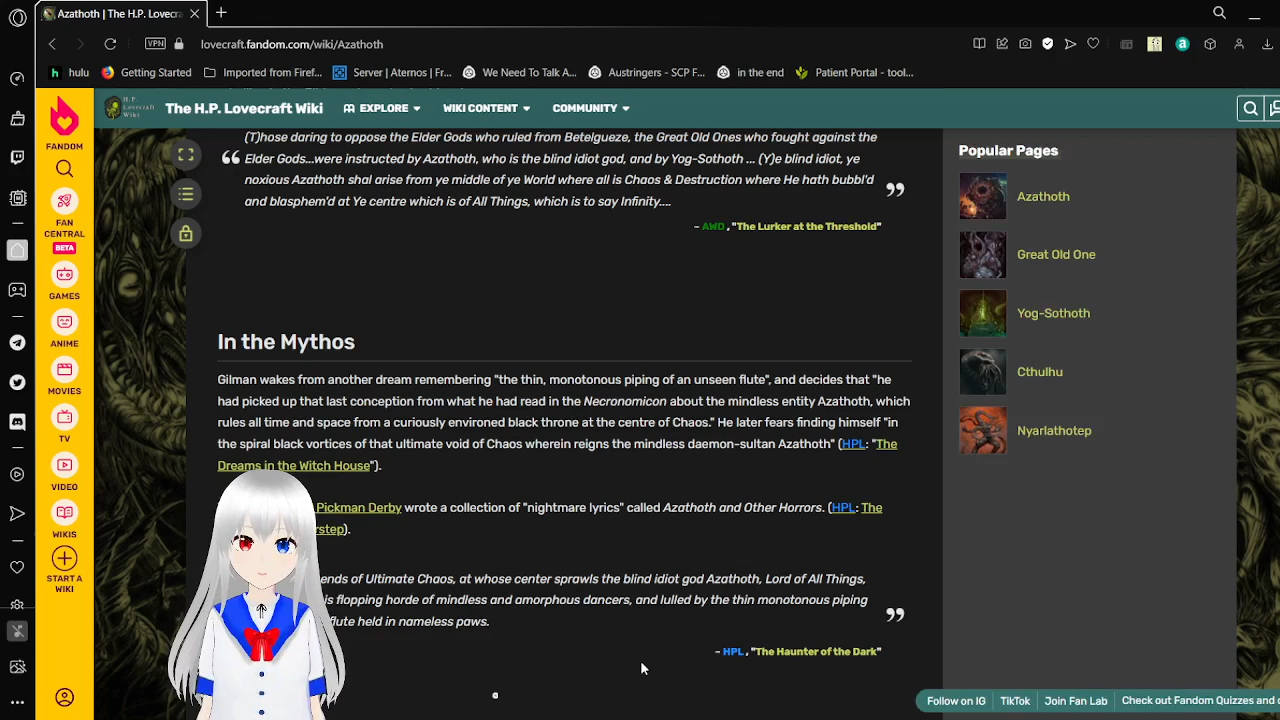 Azathoth | The H.P. Lovecra
lovecraft.fandom.com/wiki/Azathoth
VPN
hulu
Getting Started
Imported from Firef...
Server | Aternos | Fr...
We Need To Talk A...
Austringers - SCP F...
in the end
Patient Portal - tool...
H.P. Lovecraft Wiki
The H.P. Lovecraft Wiki
EXPLORE
WIKI CONTENT
COMMUNITY
FANDOM
FAN CENTRAL
BETA
GAMES
ANIME
MOVIES
TV
VIDEO
WIKIS
START A WIKI
(T)hose daring to oppose the Elder Gods who ruled from Betelgueze, the Great Old Ones who fought against the
Elder Gods...were instructed by Azathoth, who is the blind idiot god, and by Yog-Sothoth ... (Y)e blind idiot, ye
noxious Azathoth shal arise from ye middle of ye World where all is Chaos & Destruction where He hath bubbl'd
and blasphem'd At Ye centre which is of All Things, which is to say Infinity....
– AWD , "The Lurker at the Threshold"
In the Mythos
Gilman wakes from another dream remembering "the thin, monotonous piping of an unseen flute", and decides that "he
had picked up that last conception from what he had read in the Necronomicon about the mindless entity Azathoth, which
rules all time and space from a curiously environed black throne at the centre of Chaos." He later fears finding himself "in
the spiral black vortices of that ultimate void of Chaos wherein reigns the mindless daemon-sultan Azathoth" (HPL: "The
Dreams in the Witch House").
Pickman Derby wrote a collection of "nightmare lyrics" called Azathoth and Other Horrors. (HPL: The
rstep).
ends of Ultimate Chaos, at whose center sprawls the blind idiot god Azathoth, Lord of All Things,
is flopping horde of mindless and amorphous dancers, and lulled by the thin monotonous piping
flute held in nameless paws.
– HPL , "The Haunter of the Dark"
Popular Pages
Azathoth
Great Old One
Yog-Sothoth
Cthulhu
Nyarlathotep
Follow on IG
TikTok
Join Fan Lab
Check out Fandom Quizzes and